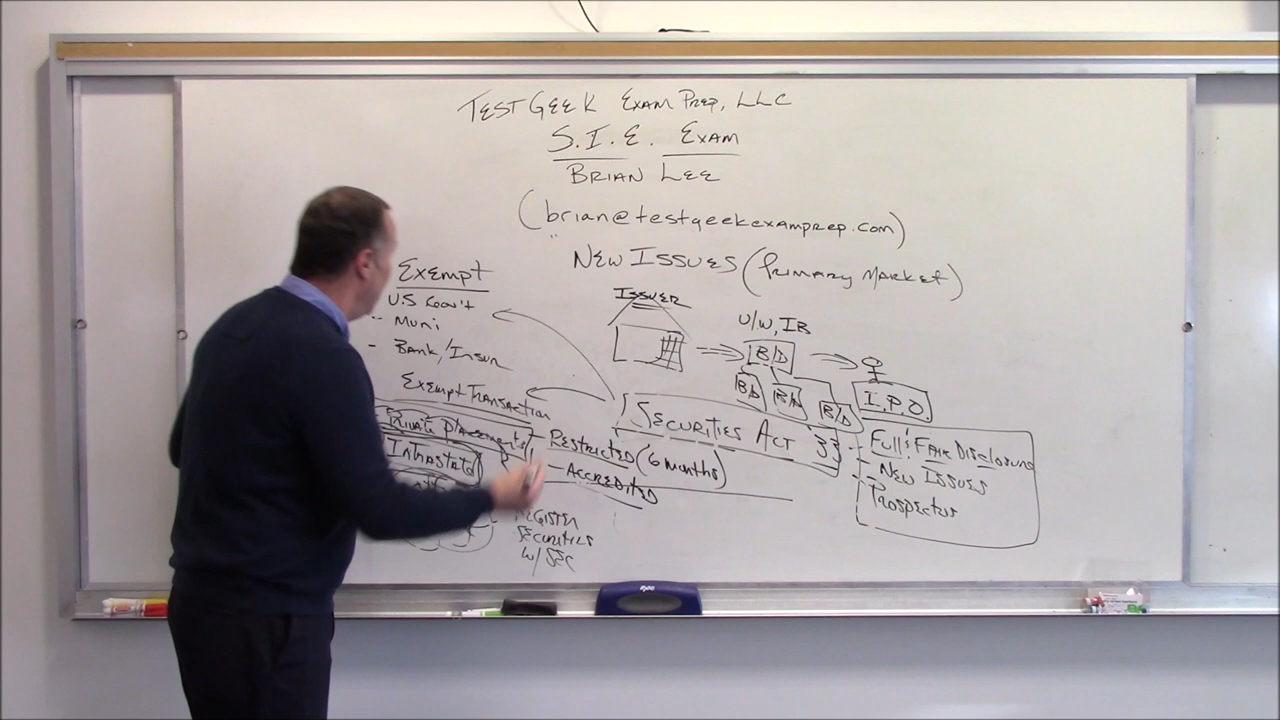 TESTGEEK EXAM PREP, LLC
S.I.E. EXAM
BRIAN LEE
(brian@testgeekexamprep.com)
NEW ISSUES (PRIMARY MARKET)
EXEMPT
U.S Gov't
- Muni
- BANK/INSUR
EXEMPT TRANSACTION
PRIVATE PLACEMENTS
INTRASTATE
RESTRICTED (6 MONTHS)
- ACCREDITED
REGISTER
SECURITIES
W/ SEC
ISSUER
U/W, IB
B/D
B/D
B/D
B/D
I.P.O.
SECURITIES ACT '33
- FULL & FAIR DISCLOSURE
- NEW ISSUES
- PROSPECTUS